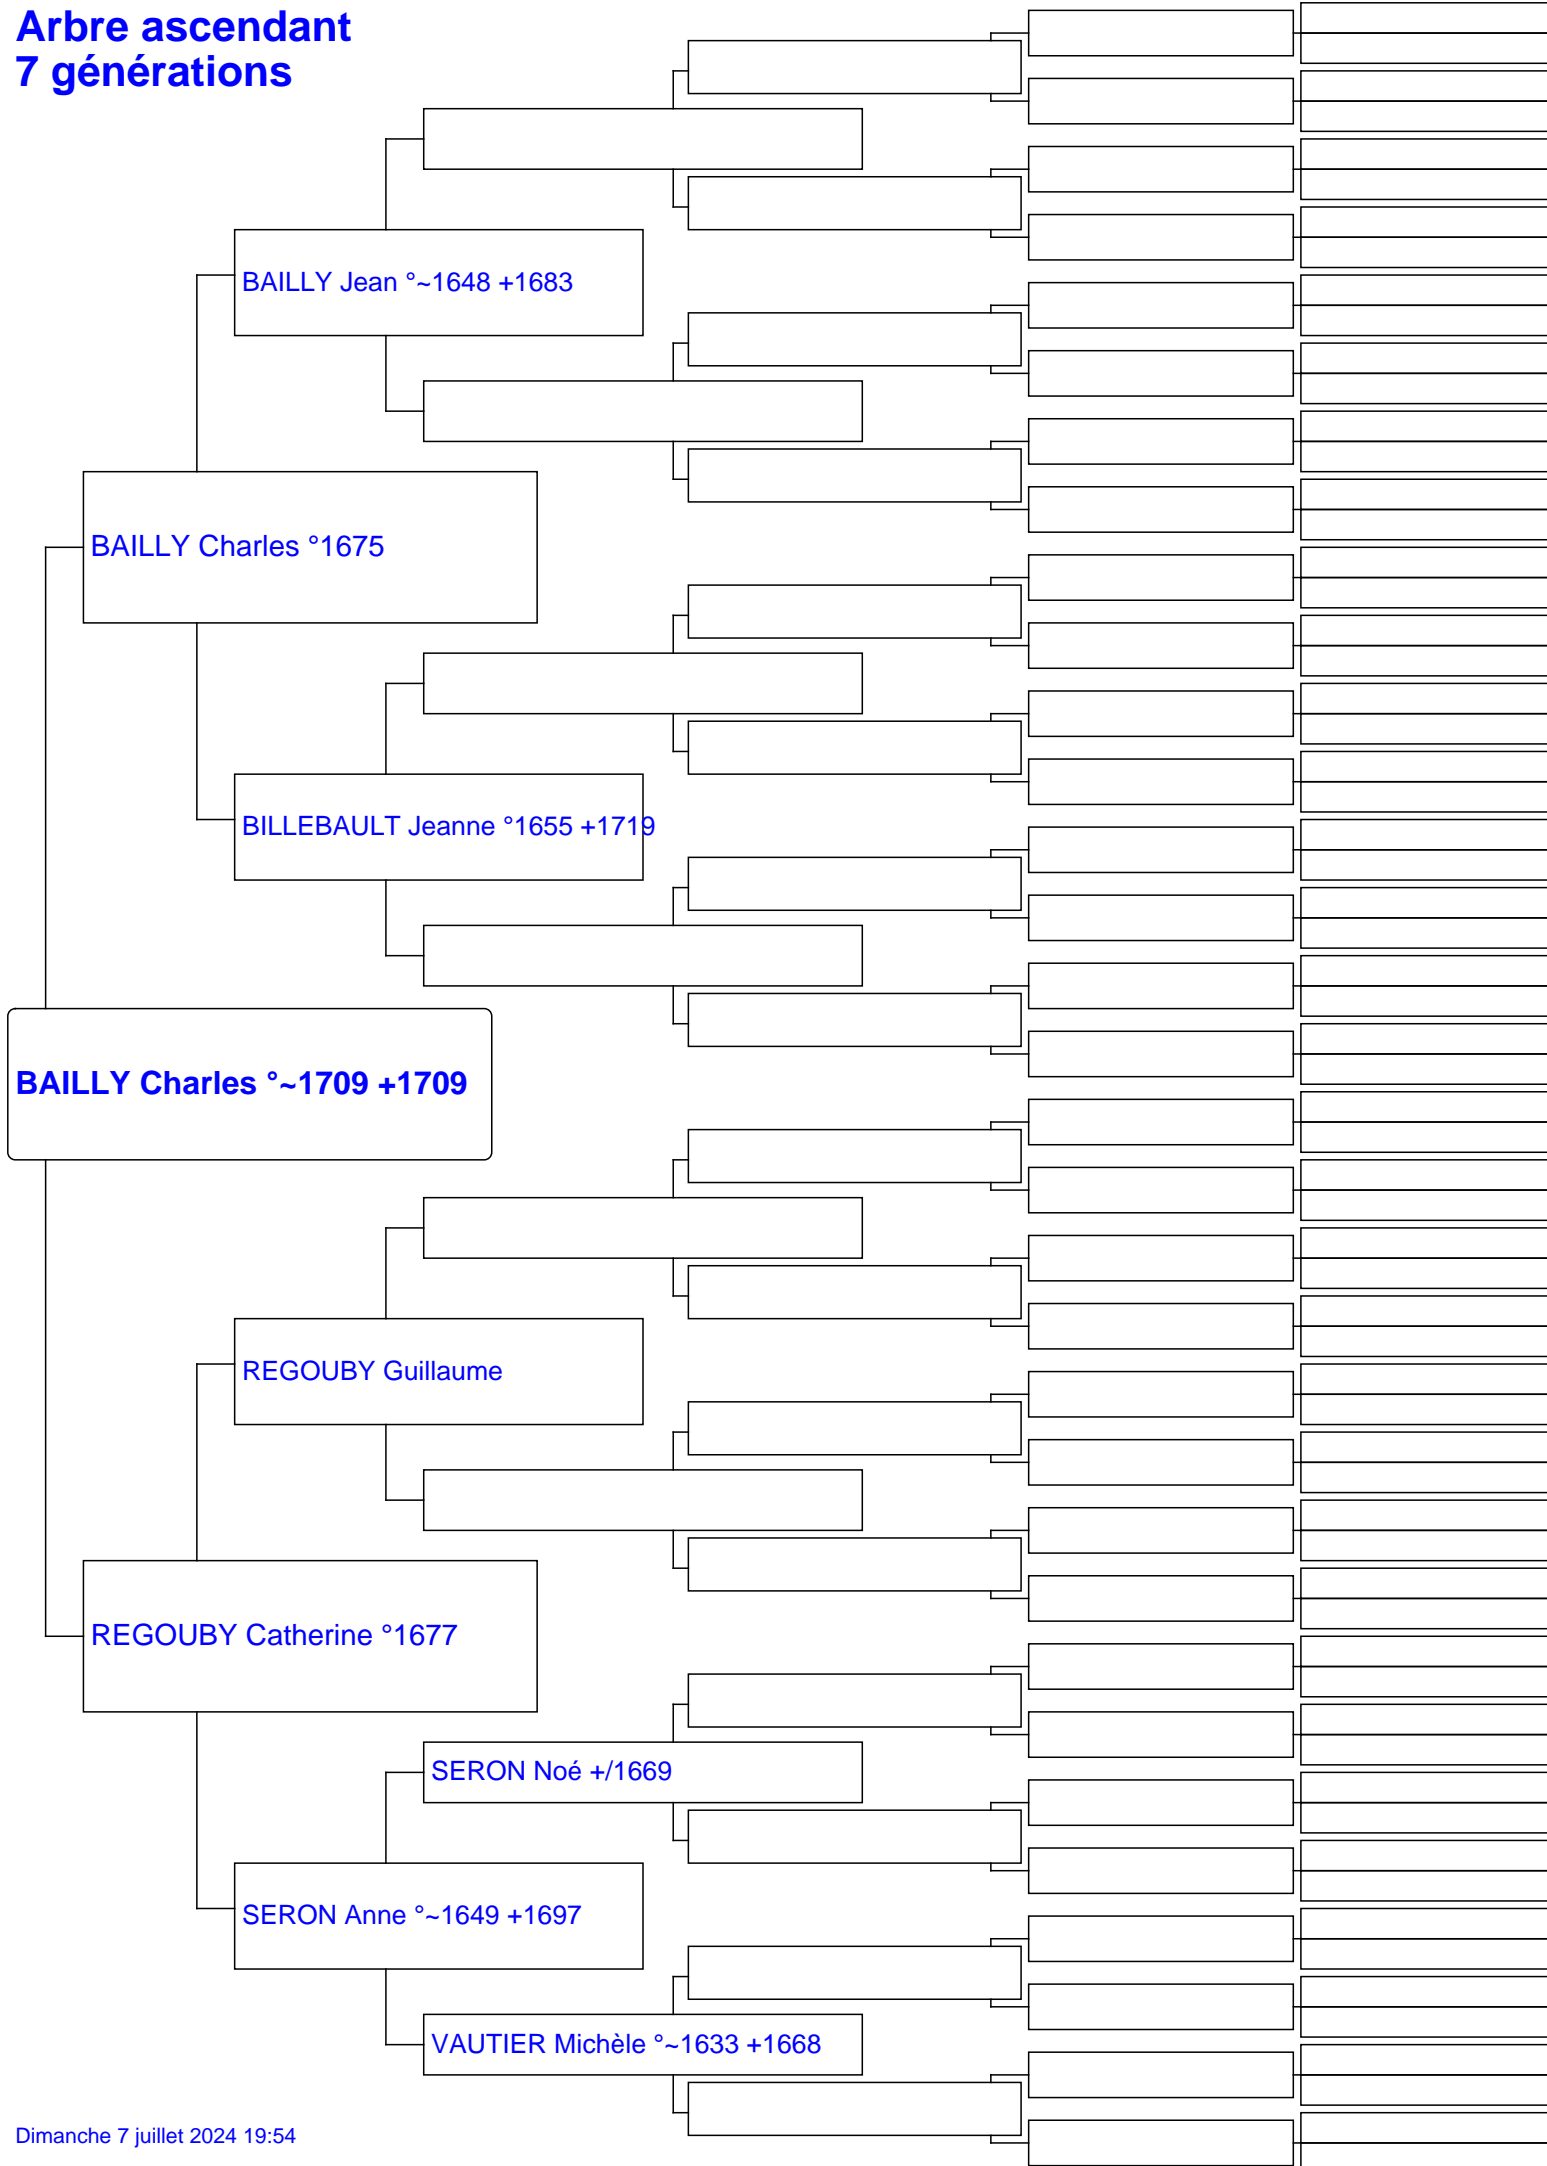 Arbre ascendant
7 générations
BAILLY Jean °~1648 +1683
BAILLY Charles °1675
BILLEBAULT Jeanne °1655 +1719
BAILLY Charles °~1709 +1709
REGOUBY Guillaume
REGOUBY Catherine °1677
SERON Noé +/1669
SERON Anne °~1649 +1697
VAUTIER Michèle °~1633 +1668
Dimanche 7 juillet 2024 19:54